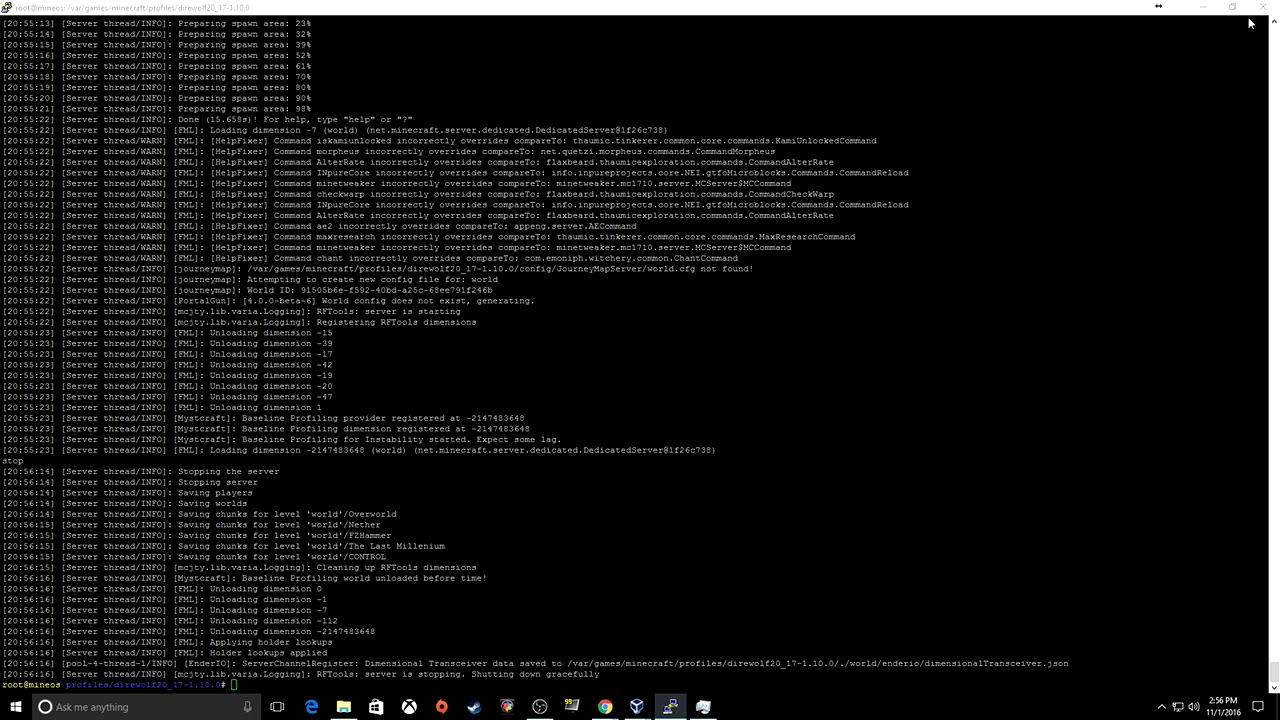 root@mineos: /var/games/minecraft/profiles/direwolf20_17-1.10.0
[20:55:13] [Server thread/INFO]: Preparing spawn area: 23%
[20:55:14] [Server thread/INFO]: Preparing spawn area: 32%
[20:55:15] [Server thread/INFO]: Preparing spawn area: 39%
[20:55:16] [Server thread/INFO]: Preparing spawn area: 52%
[20:55:17] [Server thread/INFO]: Preparing spawn area: 61%
[20:55:18] [Server thread/INFO]: Preparing spawn area: 70%
[20:55:19] [Server thread/INFO]: Preparing spawn area: 80%
[20:55:20] [Server thread/INFO]: Preparing spawn area: 90%
[20:55:21] [Server thread/INFO]: Preparing spawn area: 98%
[20:55:22] [Server thread/INFO]: Done (15.658s)! For help, type "help" or "?"
[20:55:22] [Server thread/INFO] [FML]: Loading dimension -7 (world) (net.minecraft.server.dedicated.DedicatedServer@1f26c738)
[20:55:22] [Server thread/WARN] [FML]: [HelpFixer] Command iskamiunlocked incorrectly overrides compareTo: thaumic.tinkerer.common.core.commands.KamiUnlockedCommand
[20:55:22] [Server thread/WARN] [FML]: [HelpFixer] Command morpheus incorrectly overrides compareTo: net.quetzi.morpheus.commands.CommandMorpheus
[20:55:22] [Server thread/WARN] [FML]: [HelpFixer] Command AlterRate incorrectly overrides compareTo: flaxbeard.thaumicexploration.commands.CommandAlterRate
[20:55:22] [Server thread/WARN] [FML]: [HelpFixer] Command INpureCore incorrectly overrides compareTo: info.inpureprojects.core.NEI.gtfoMicroblocks.Commands.CommandReload
[20:55:22] [Server thread/WARN] [FML]: [HelpFixer] Command minetweaker incorrectly overrides compareTo: minetweaker.mc1710.server.MCServer$MCCommand
[20:55:22] [Server thread/WARN] [FML]: [HelpFixer] Command checkwarp incorrectly overrides compareTo: flaxbeard.thaumicexploration.commands.CommandCheckWarp
[20:55:22] [Server thread/WARN] [FML]: [HelpFixer] Command INpureCore incorrectly overrides compareTo: info.inpureprojects.core.NEI.gtfoMicroblocks.Commands.CommandReload
[20:55:22] [Server thread/WARN] [FML]: [HelpFixer] Command AlterRate incorrectly overrides compareTo: flaxbeard.thaumicexploration.commands.CommandAlterRate
[20:55:22] [Server thread/WARN] [FML]: [HelpFixer] Command ae2 incorrectly overrides compareTo: appeng.server.AECommand
[20:55:22] [Server thread/WARN] [FML]: [HelpFixer] Command maxresearch incorrectly overrides compareTo: thaumic.tinkerer.common.core.commands.MaxResearchCommand
[20:55:22] [Server thread/WARN] [FML]: [HelpFixer] Command minetweaker incorrectly overrides compareTo: minetweaker.mc1710.server.MCServer$MCCommand
[20:55:22] [Server thread/WARN] [FML]: [HelpFixer] Command chant incorrectly overrides compareTo: com.emoniph.witchery.common.ChantCommand
[20:55:22] [Server thread/INFO] [journeymap]: /var/games/minecraft/profiles/direwolf20_17-1.10.0/config/JourneyMapServer/world.cfg not found!
[20:55:22] [Server thread/INFO] [journeymap]: Attempting to create new config file for: world
[20:55:22] [Server thread/INFO] [journeymap]: World ID: 91505b6e-f592-40bd-a25c-68ee791f246b
[20:55:22] [Server thread/INFO] [PortalGun]: [4.0.0-beta-6] World config does not exist, generating.
[20:55:22] [Server thread/INFO] [mcjty.lib.varia.Logging]: RFTools: server is starting
[20:55:22] [Server thread/INFO] [mcjty.lib.varia.Logging]: Registering RFTools dimensions
[20:55:23] [Server thread/INFO] [FML]: Unloading dimension -15
[20:55:23] [Server thread/INFO] [FML]: Unloading dimension -39
[20:55:23] [Server thread/INFO] [FML]: Unloading dimension -17
[20:55:23] [Server thread/INFO] [FML]: Unloading dimension -42
[20:55:23] [Server thread/INFO] [FML]: Unloading dimension -19
[20:55:23] [Server thread/INFO] [FML]: Unloading dimension -20
[20:55:23] [Server thread/INFO] [FML]: Unloading dimension -47
[20:55:23] [Server thread/INFO] [FML]: Unloading dimension 1
[20:55:23] [Server thread/INFO] [Mystcraft]: Baseline Profiling provider registered at -2147483648
[20:55:23] [Server thread/INFO] [Mystcraft]: Baseline Profiling dimension registered at -2147483648
[20:55:23] [Server thread/INFO] [Mystcraft]: Baseline Profiling for Instability started. Expect some lag.
[20:55:23] [Server thread/INFO] [FML]: Loading dimension -2147483648 (world) (net.minecraft.server.dedicated.DedicatedServer@1f26c738)
stop
[20:56:14] [Server thread/INFO]: Stopping the server
[20:56:14] [Server thread/INFO]: Stopping server
[20:56:14] [Server thread/INFO]: Saving players
[20:56:14] [Server thread/INFO]: Saving worlds
[20:56:14] [Server thread/INFO]: Saving chunks for level 'world'/Overworld
[20:56:15] [Server thread/INFO]: Saving chunks for level 'world'/Nether
[20:56:15] [Server thread/INFO]: Saving chunks for level 'world'/FZHammer
[20:56:15] [Server thread/INFO]: Saving chunks for level 'world'/The Last Millenium
[20:56:15] [Server thread/INFO]: Saving chunks for level 'world'/CONTROL
[20:56:15] [Server thread/INFO] [mcjty.lib.varia.Logging]: Cleaning up RFTools dimensions
[20:56:16] [Server thread/INFO] [Mystcraft]: Baseline Profiling world unloaded before time!
[20:56:16] [Server thread/INFO] [FML]: Unloading dimension 0
[20:56:16] [Server thread/INFO] [FML]: Unloading dimension -1
[20:56:16] [Server thread/INFO] [FML]: Unloading dimension -7
[20:56:16] [Server thread/INFO] [FML]: Unloading dimension -112
[20:56:16] [Server thread/INFO] [FML]: Unloading dimension -2147483648
[20:56:16] [Server thread/INFO] [FML]: Applying holder lookups
[20:56:16] [Server thread/INFO] [FML]: Holder lookups applied
[20:56:16] [pool-4-thread-1/INFO] [EnderIO]: ServerChannelRegister: Dimensional Transceiver data saved to /var/games/minecraft/profiles/direwolf20_17-1.10.0/./world/enderio/dimensionalTransceiver.json
[20:56:16] [Server thread/INFO] [mcjty.lib.varia.Logging]: RFTools: server is stopping. Shutting down gracefully
root@mineos profiles/direwolf20_17-1.10.0#
Ask me anything
2:56 PM
11/1/2016